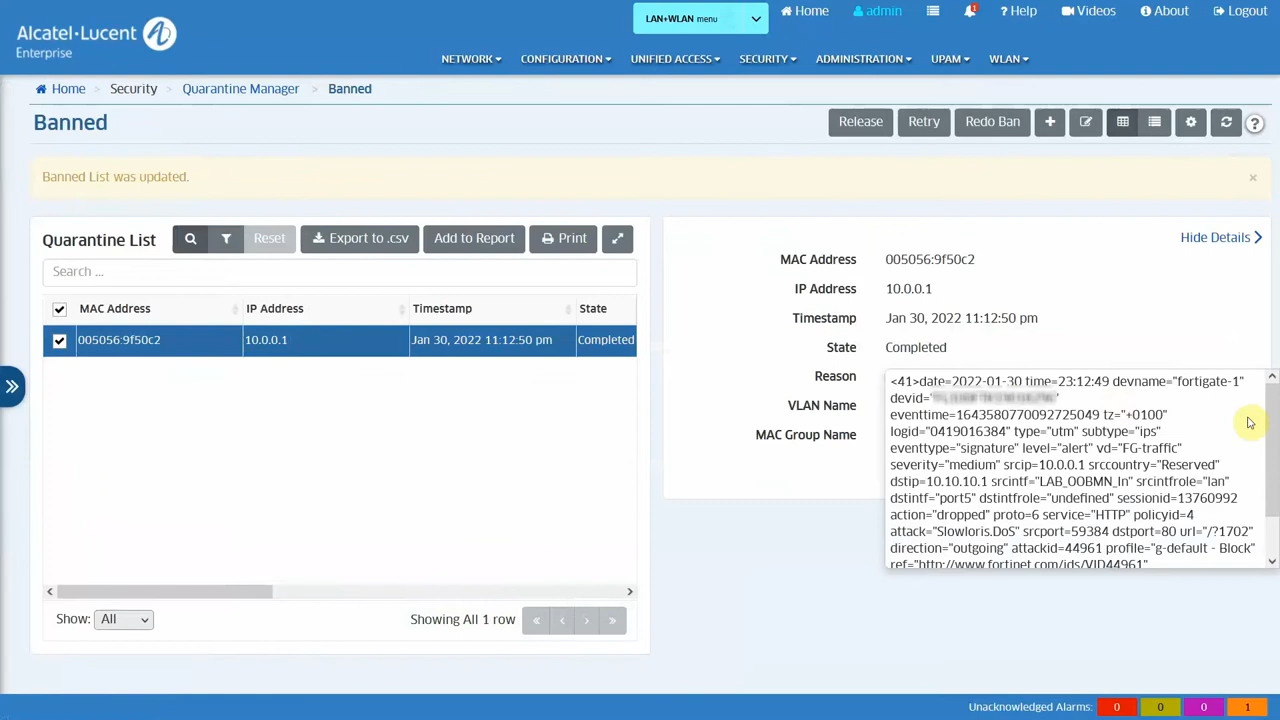 Alcatel·Lucent
Enterprise
LAN+WLAN menu
Home
admin
1
? Help
Videos
About
Logout
NETWORK
CONFIGURATION
UNIFIED ACCESS
SECURITY
ADMINISTRATION
UPAM
WLAN
Home > Security > Quarantine Manager > Banned
Banned
Release
Retry
Redo Ban
Banned List was updated.
×
Quarantine List
Reset
Export to .csv
Add to Report
Print
Search ...
MAC Address IP Address Timestamp State
005056:9f50c2 10.0.0.1 Jan 30, 2022 11:12:50 pm Completed
Show: All
Showing All 1 row
« ‹ › »
Hide Details
MAC Address 005056:9f50c2
IP Address 10.0.0.1
Timestamp Jan 30, 2022 11:12:50 pm
State Completed
Reason
VLAN Name
MAC Group Name
<41>date=2022-01-30 time=23:12:49 devname="fortigate-1"
devid="
eventtime=1643580770092725049 tz="+0100"
logid="0419016384" type="utm" subtype="ips"
eventtype="signature" level="alert" vd="FG-traffic"
severity="medium" srcip=10.0.0.1 srccountry="Reserved"
dstip=10.10.10.1 srcintf="LAB_OOBMN_In" srcintfrole="lan"
dstintf="port5" dstintfrole="undefined" sessionid=13760992
action="dropped" proto=6 service="HTTP" policyid=4
attack="Slowloris.DoS" srcport=59384 dstport=80 url="/?1702"
direction="outgoing" attackid=44961 profile="g-default - Block"
ref="http://www.fortinet.com/ids/VID44961"
Unacknowledged Alarms: 0 0 0 1